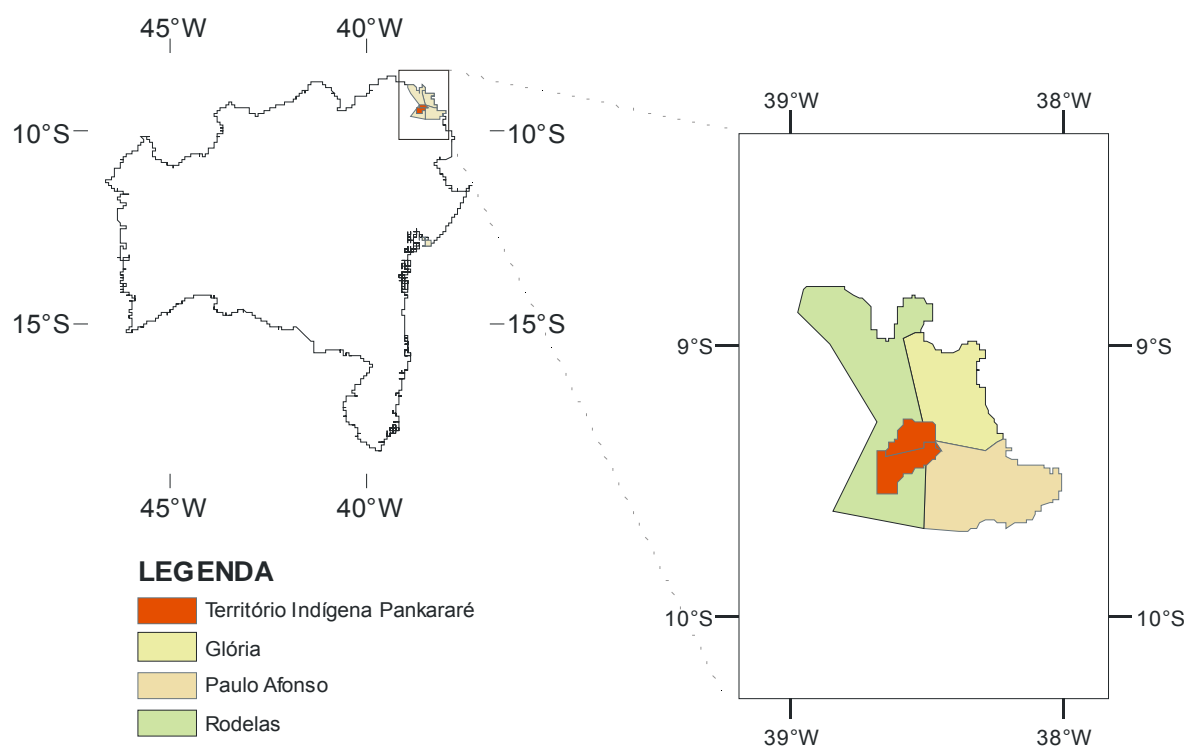 45°W 40°W
39°W 38°W
10°S 10°S
15°S 15°S
9°S 9°S
45°W 40°W
LEGENDA
Território Indígena Pankararé
Glória
Paulo Afonso
Rodelas
10°S 10°S
39°W 38°W